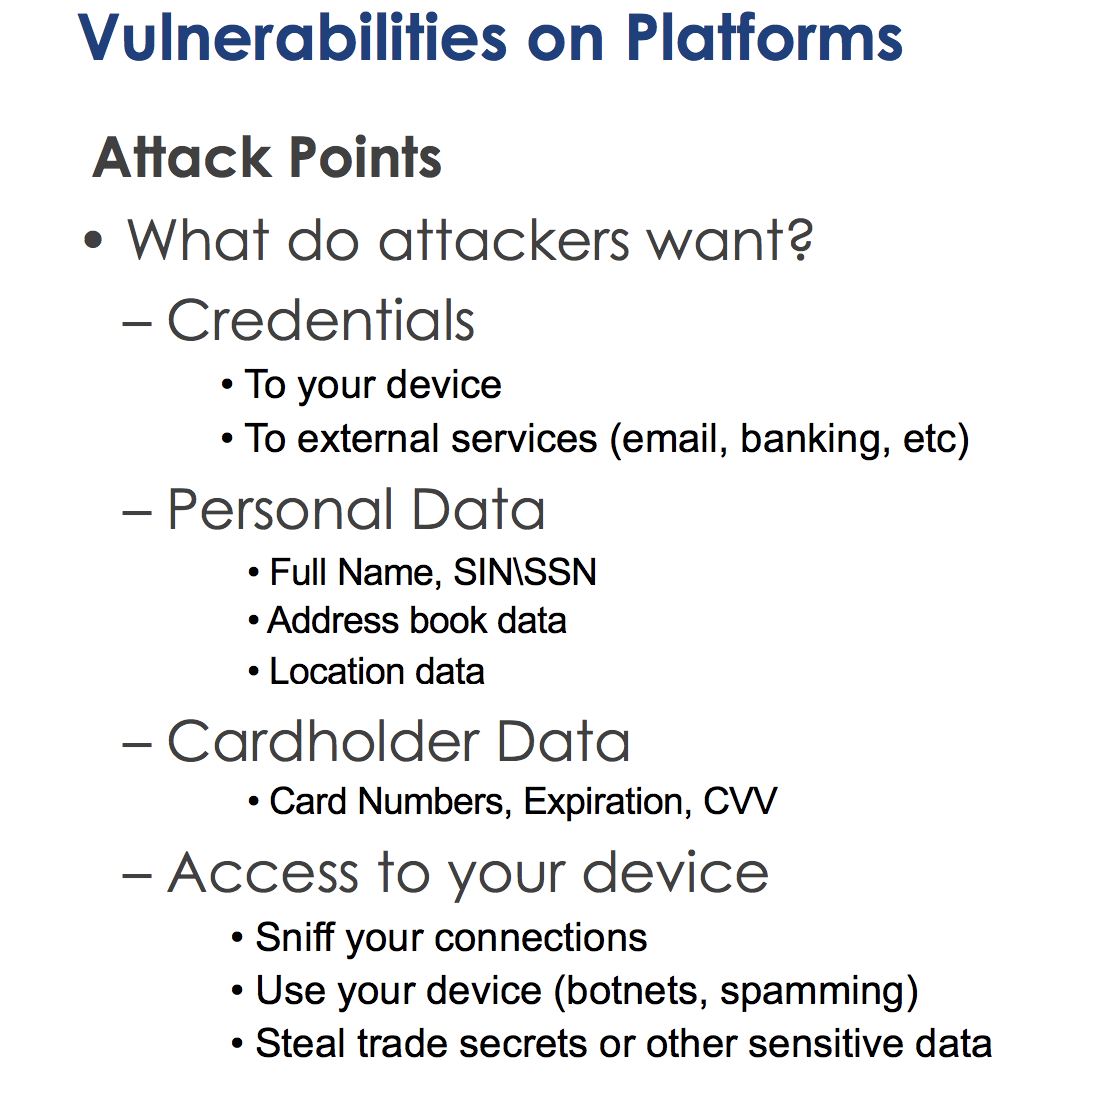 Vulnerabilities on Platforms
Attack Points
• What do attackers want?
– Credentials
• To your device
• To external services (email, banking, etc)
– Personal Data
• Full Name, SIN\SSN
• Address book data
• Location data
– Cardholder Data
• Card Numbers, Expiration, CVV
– Access to your device
• Sniff your connections
• Use your device (botnets, spamming)
• Steal trade secrets or other sensitive data